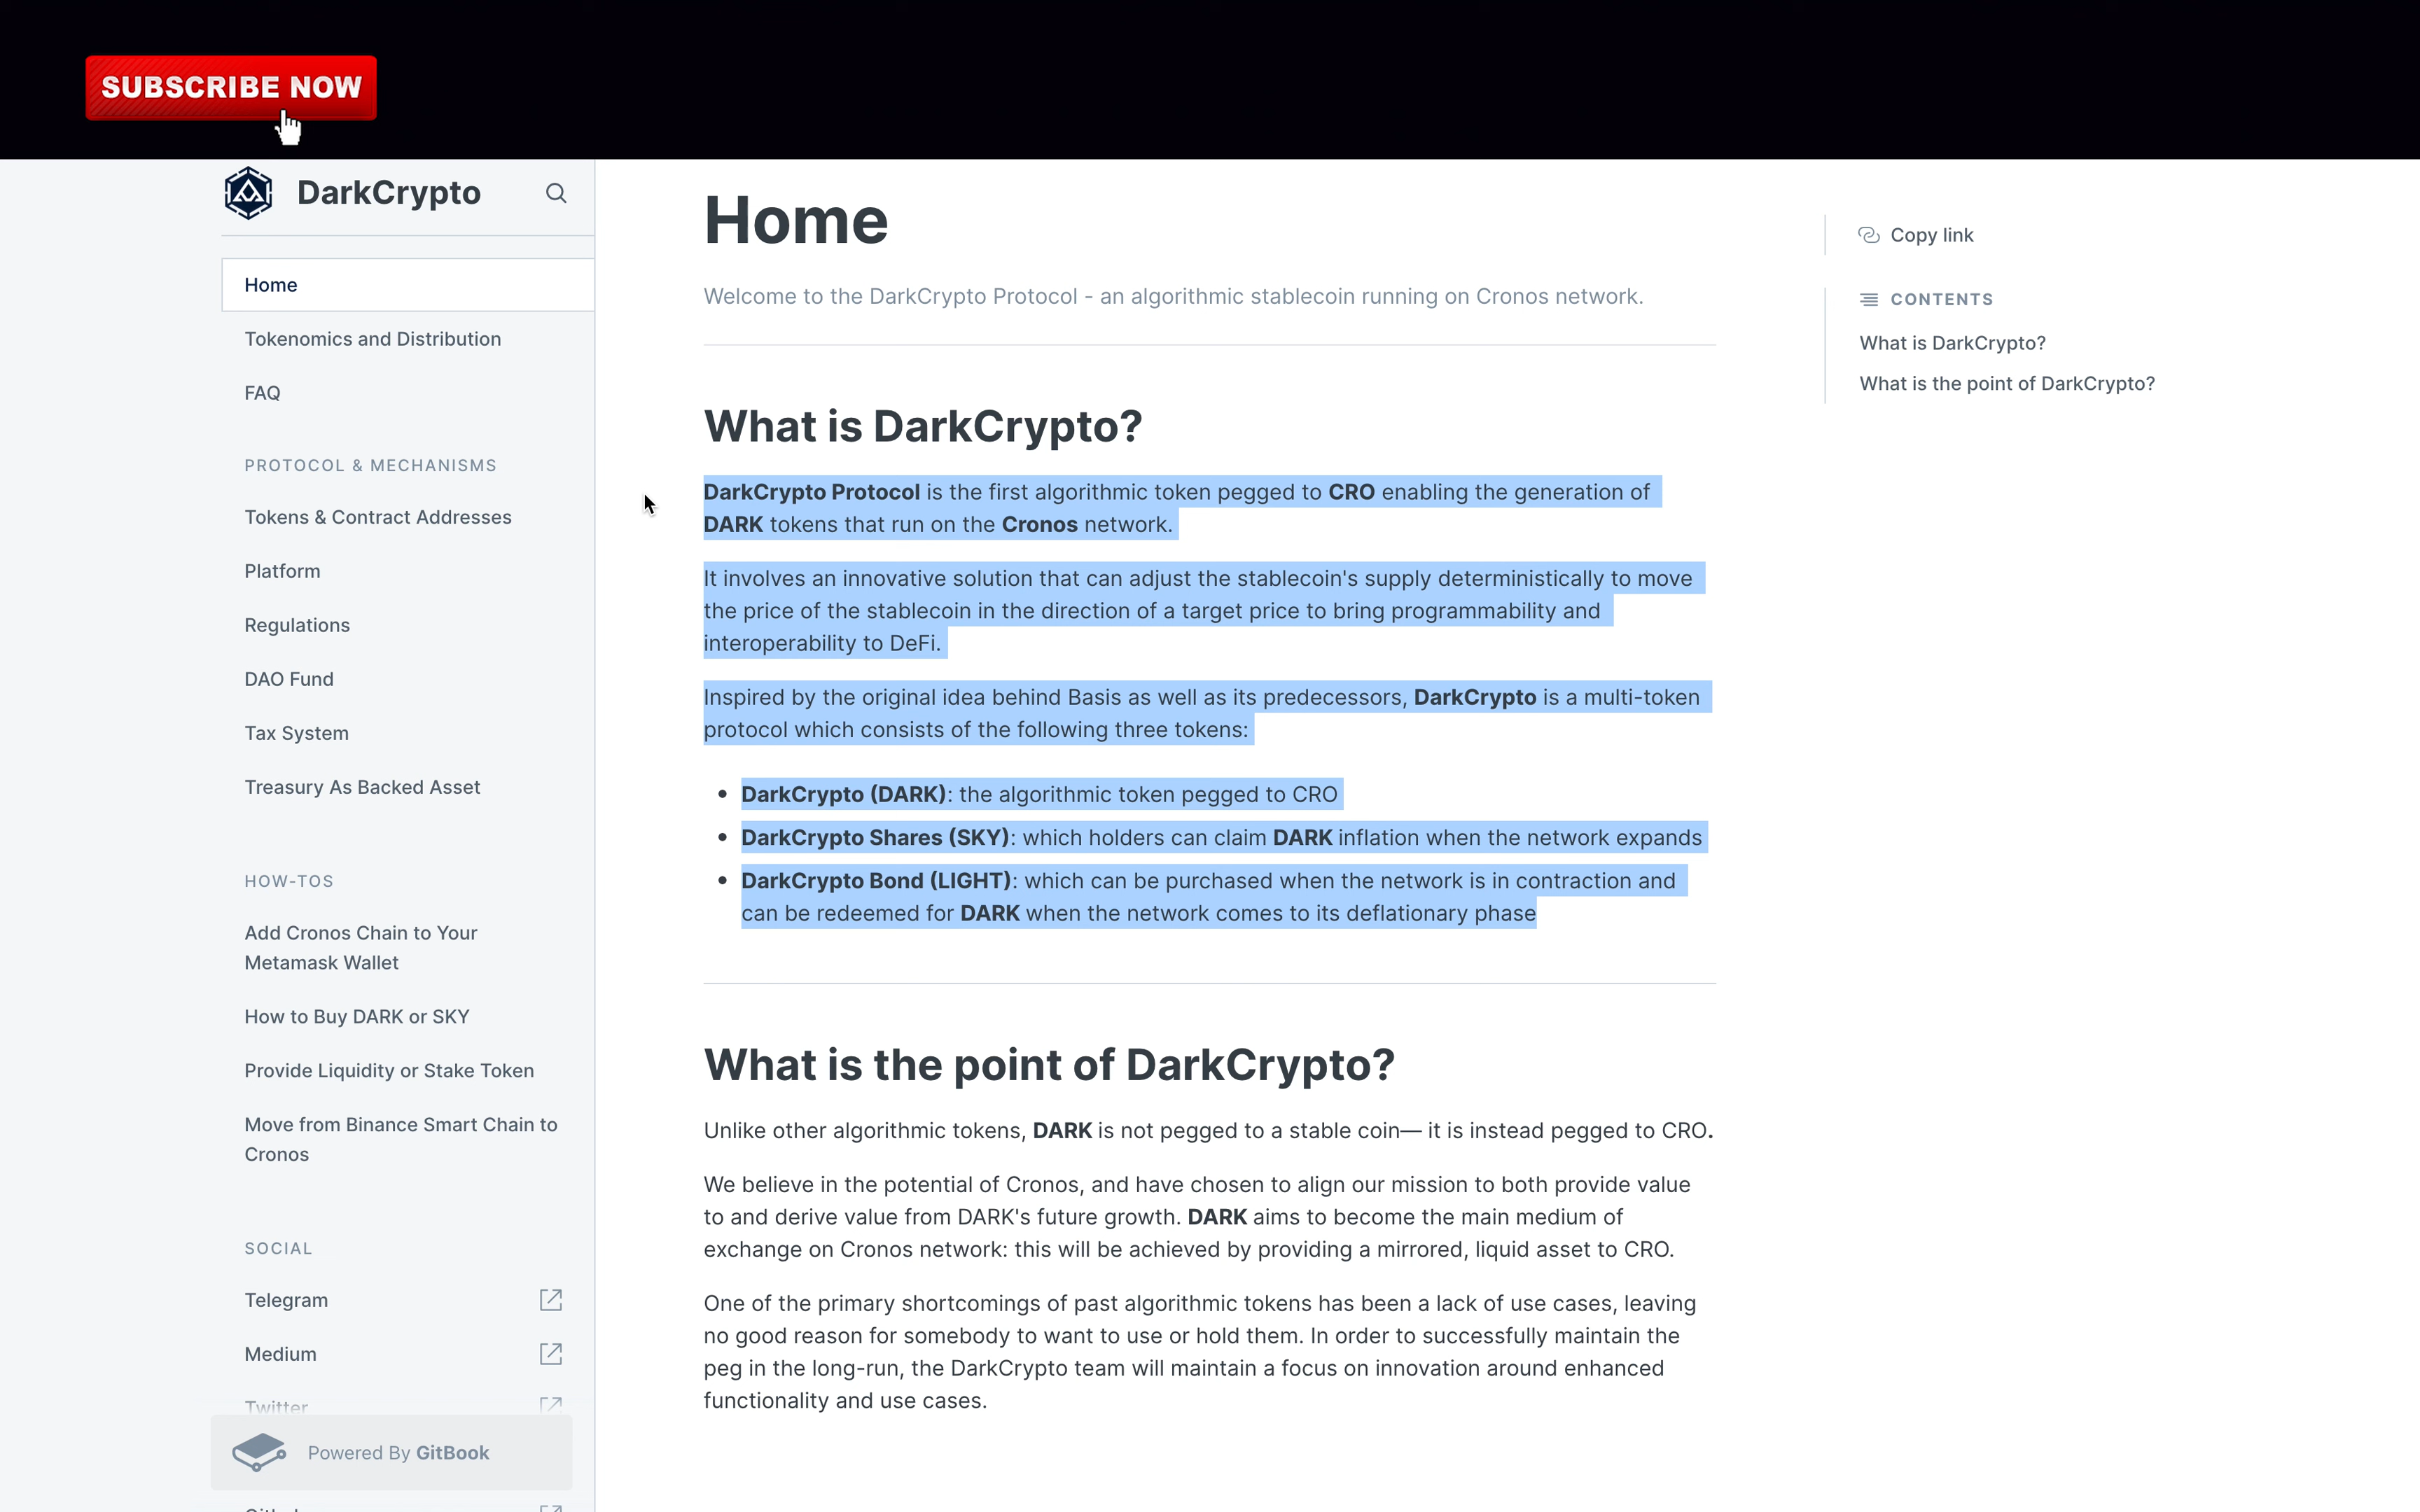 SUBSCRIBE NOW
DarkCrypto
Home
Tokenomics and Distribution
FAQ
PROTOCOL & MECHANISMS
Tokens & Contract Addresses
Platform
Regulations
DAO Fund
Tax System
Treasury As Backed Asset
HOW-TOS
Add Cronos Chain to Your
Metamask Wallet
How to Buy DARK or SKY
Provide Liquidity or Stake Token
Move from Binance Smart Chain to
Cronos
SOCIAL
Telegram
Medium
Twitter
Powered By GitBook
Home
Welcome to the DarkCrypto Protocol - an algorithmic stablecoin running on Cronos network.
What is DarkCrypto?
DarkCrypto Protocol is the first algorithmic token pegged to CRO enabling the generation of
DARK tokens that run on the Cronos network.
It involves an innovative solution that can adjust the stablecoin's supply deterministically to move
the price of the stablecoin in the direction of a target price to bring programmability and
interoperability to DeFi.
Inspired by the original idea behind Basis as well as its predecessors, DarkCrypto is a multi-token
protocol which consists of the following three tokens:
• DarkCrypto (DARK): the algorithmic token pegged to CRO
• DarkCrypto Shares (SKY): which holders can claim DARK inflation when the network expands
• DarkCrypto Bond (LIGHT): which can be purchased when the network is in contraction and
can be redeemed for DARK when the network comes to its deflationary phase
What is the point of DarkCrypto?
Unlike other algorithmic tokens, DARK is not pegged to a stable coin— it is instead pegged to CRO.
We believe in the potential of Cronos, and have chosen to align our mission to both provide value
to and derive value from DARK's future growth. DARK aims to become the main medium of
exchange on Cronos network: this will be achieved by providing a mirrored, liquid asset to CRO.
One of the primary shortcomings of past algorithmic tokens has been a lack of use cases, leaving
no good reason for somebody to want to use or hold them. In order to successfully maintain the
peg in the long-run, the DarkCrypto team will maintain a focus on innovation around enhanced
functionality and use cases.
Copy link
CONTENTS
What is DarkCrypto?
What is the point of DarkCrypto?